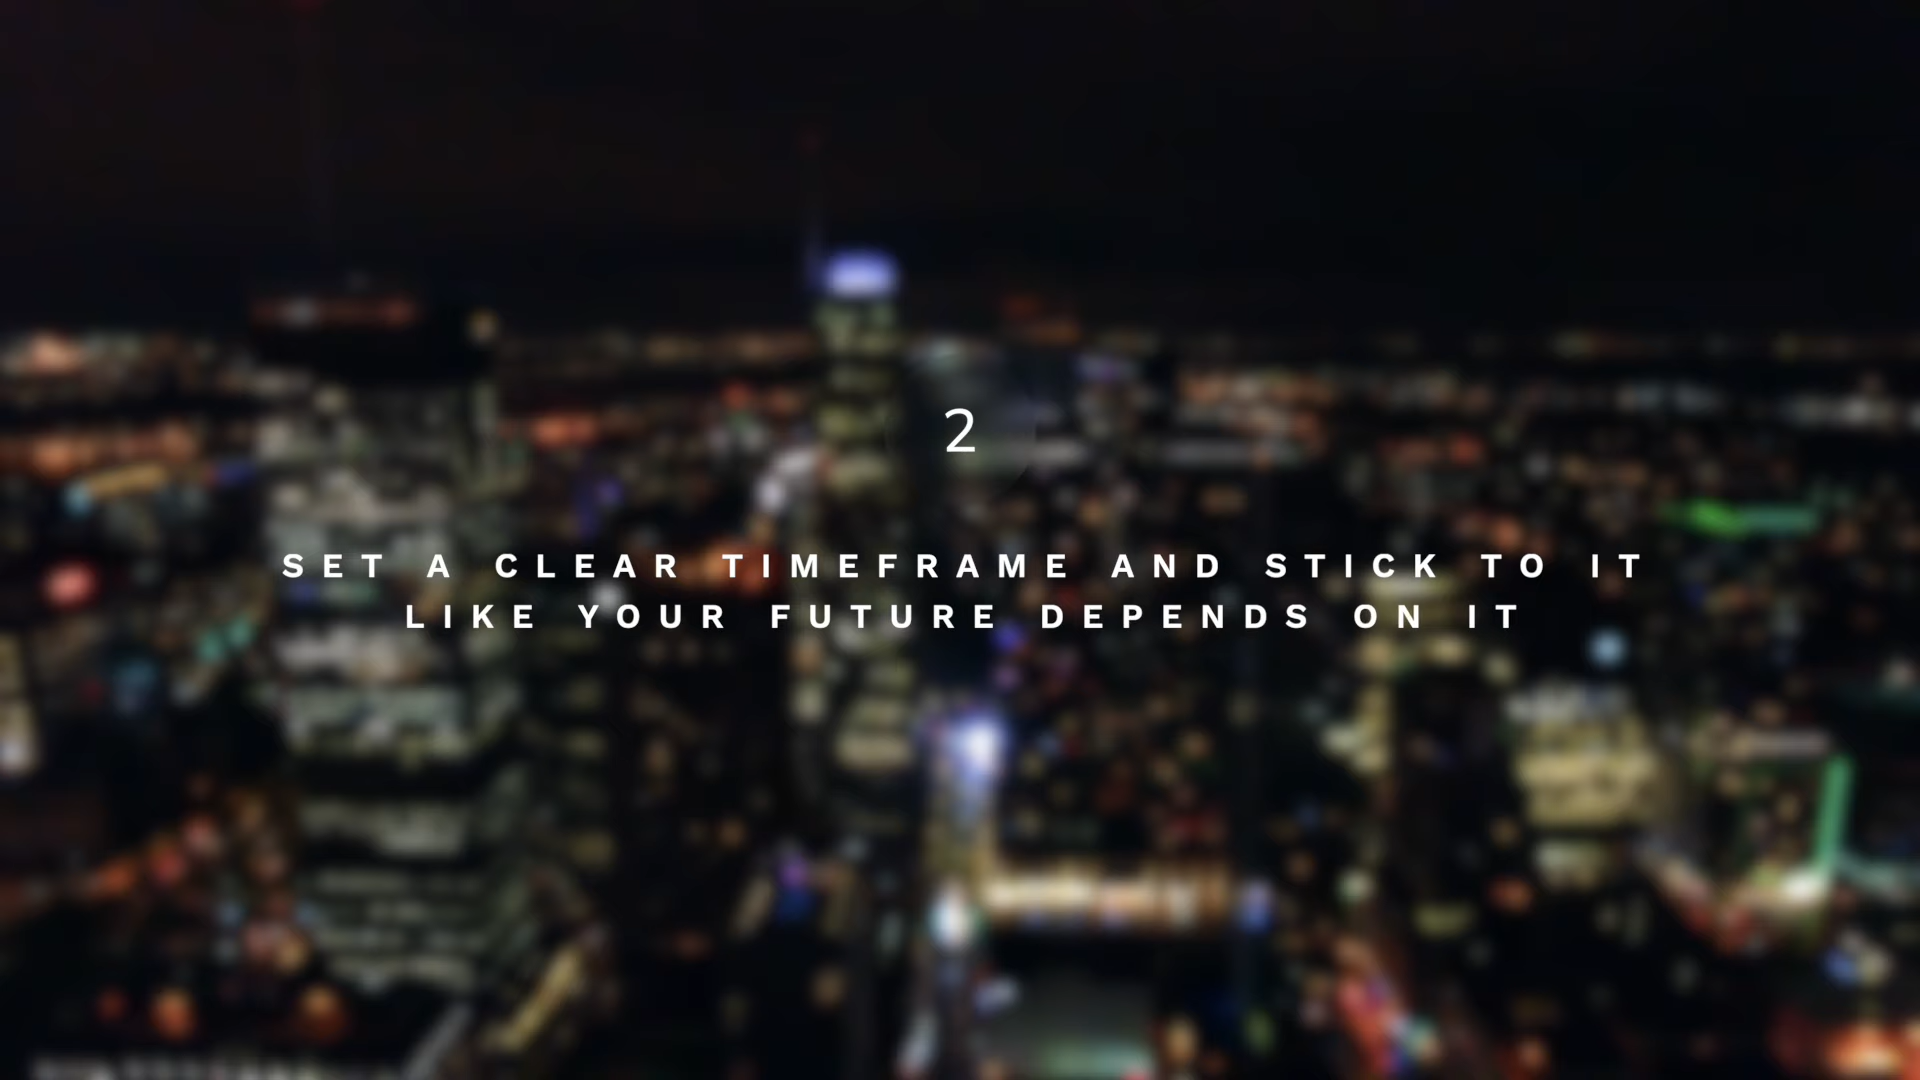 2
SET A CLEAR TIMEFRAME AND STICK TO IT
LIKE YOUR FUTURE DEPENDS ON IT